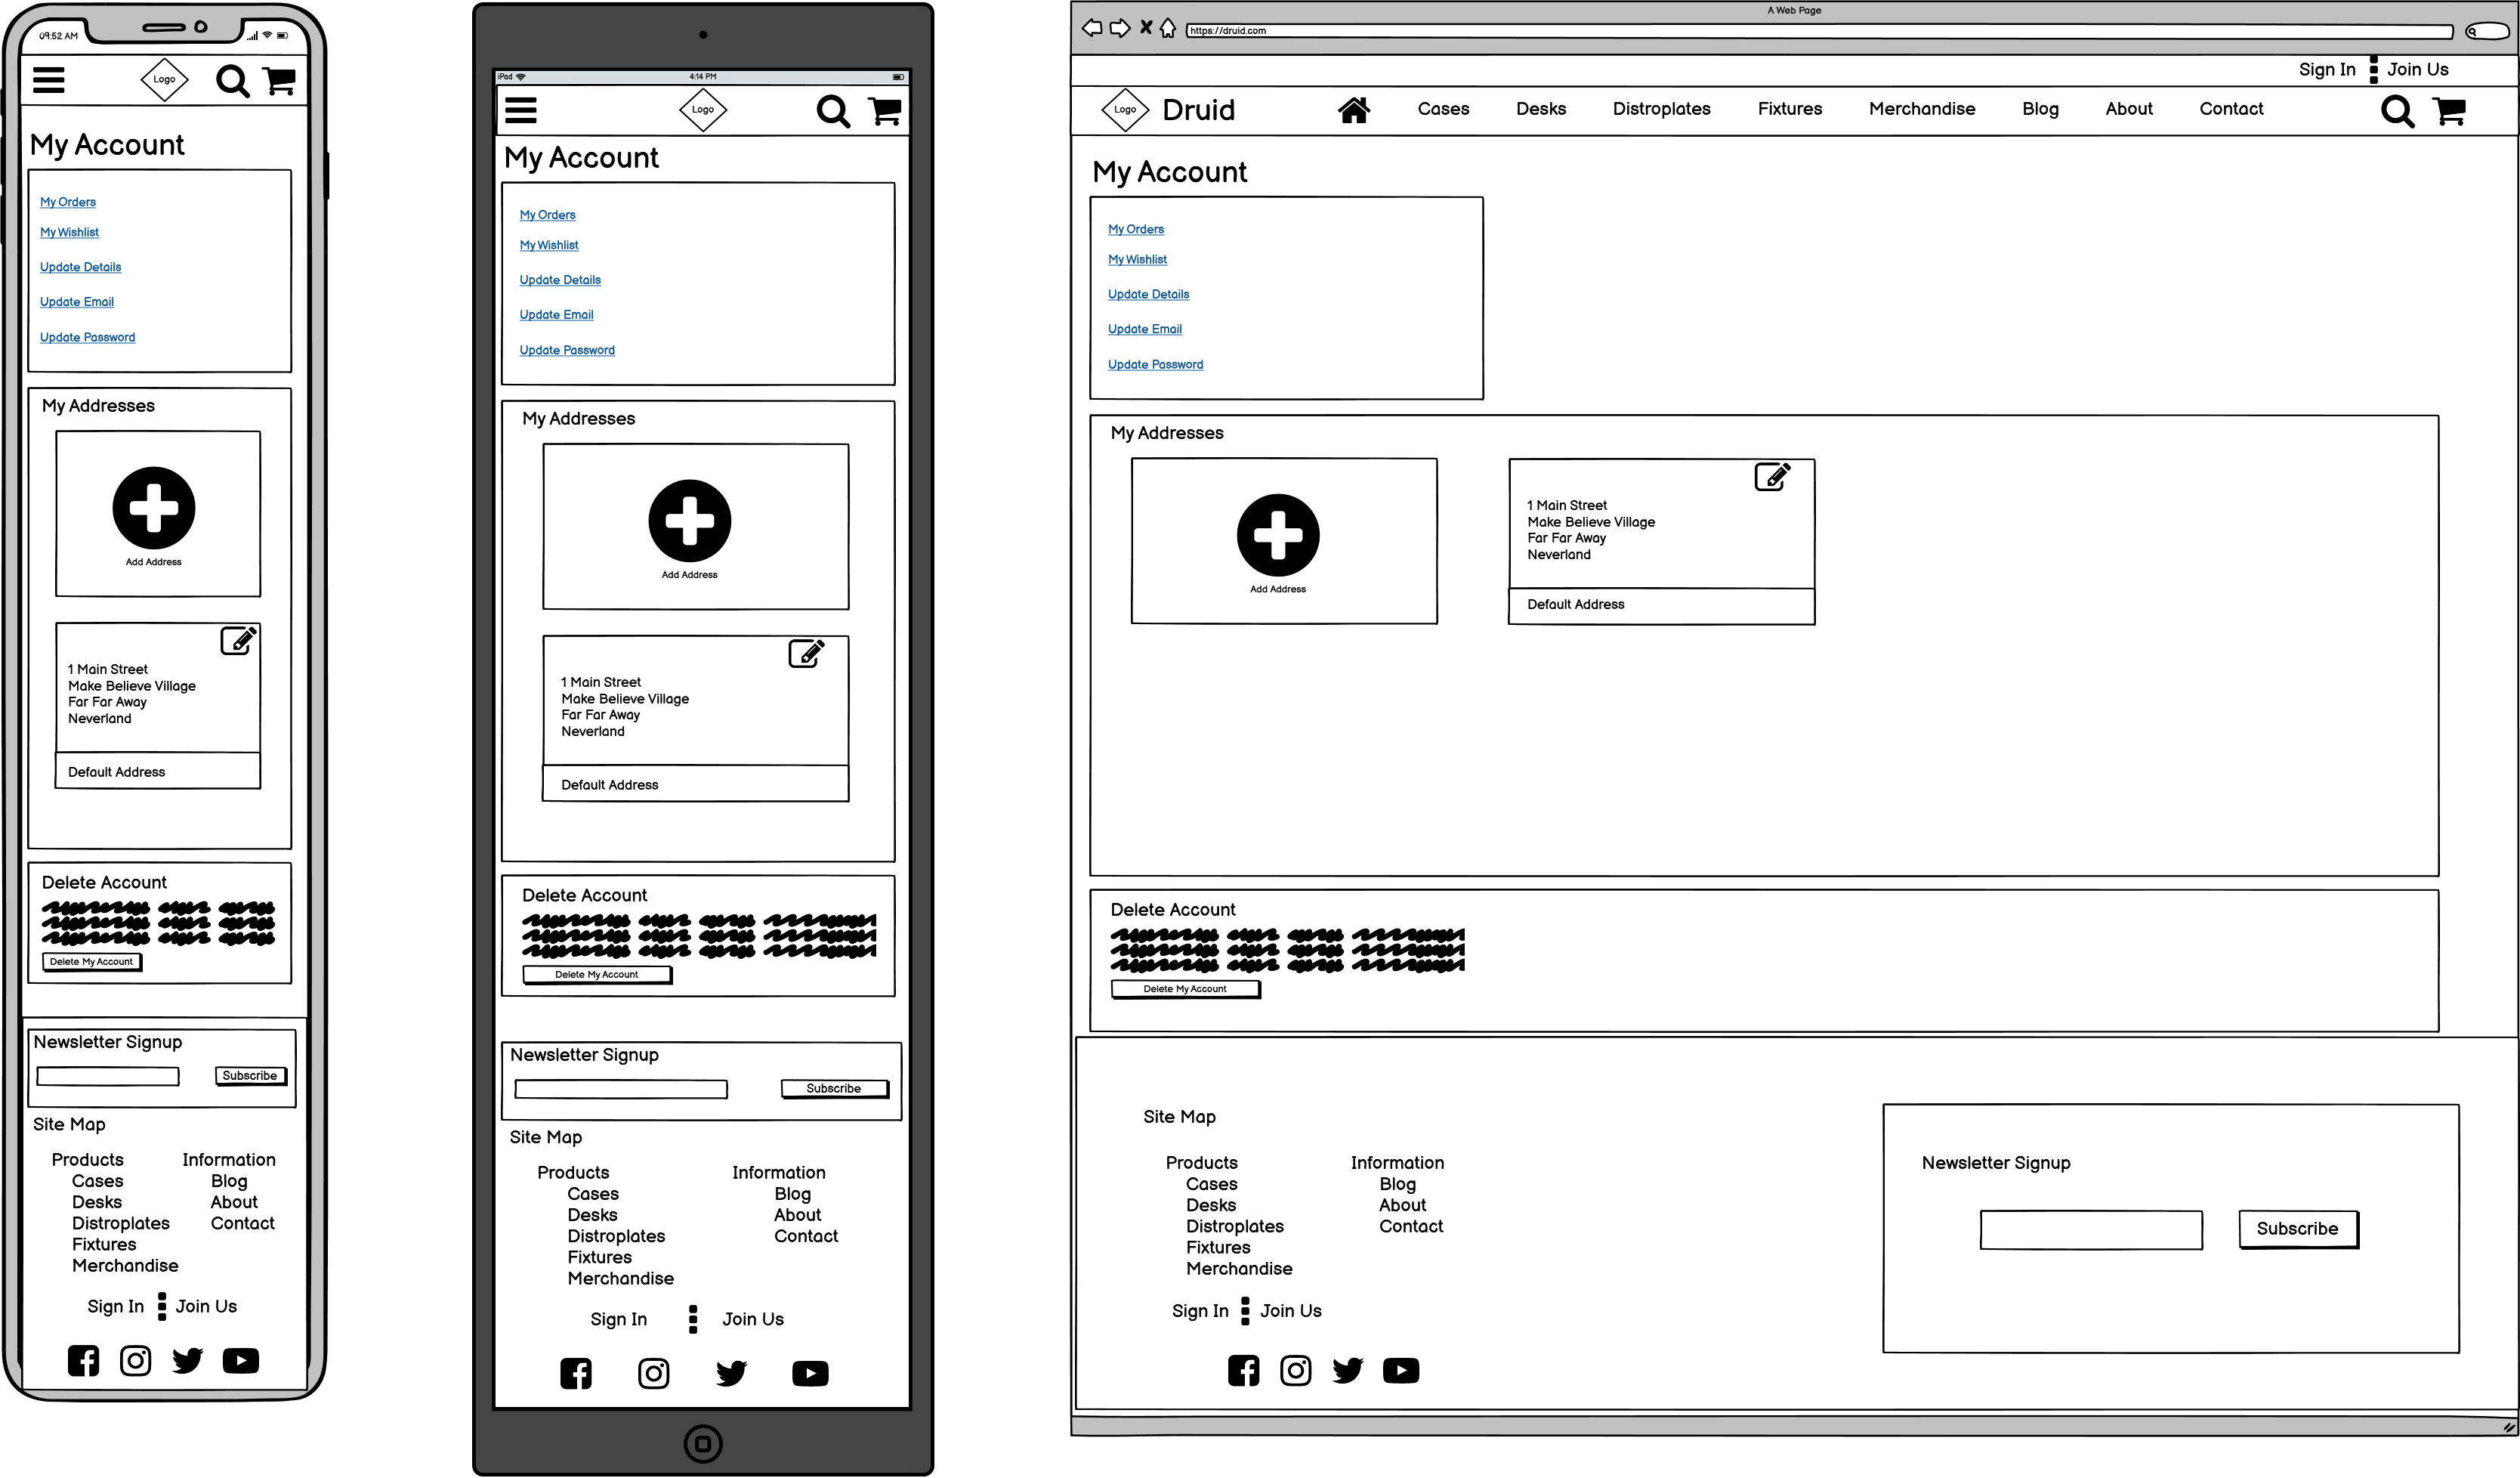 09:52 AM
Logo
My Account
My Orders
My Wishlist
Update Details
Update Email
Update Password
My Addresses
Add Address
1 Main Street
Make Believe Village
Far Far Away
Neverland
Default Address
Delete Account
Delete My Account
Newsletter Signup
Subscribe
Site Map
Products
Cases
Desks
Distroplates
Fixtures
Merchandise
Information
Blog
About
Contact
Sign In Join Us
iPod 4:14 PM
Logo
My Account
My Orders
My Wishlist
Update Details
Update Email
Update Password
My Addresses
Add Address
1 Main Street
Make Believe Village
Far Far Away
Neverland
Default Address
Delete Account
Delete My Account
Newsletter Signup
Subscribe
Site Map
Products
Cases
Desks
Distroplates
Fixtures
Merchandise
Information
Blog
About
Contact
Sign In Join Us
A Web Page
https://druid.com
Sign In Join Us
Logo Druid Cases Desks Distroplates Fixtures Merchandise Blog About Contact
My Account
My Orders
My Wishlist
Update Details
Update Email
Update Password
My Addresses
Add Address
1 Main Street
Make Believe Village
Far Far Away
Neverland
Default Address
Delete Account
Delete My Account
Site Map
Products
Cases
Desks
Distroplates
Fixtures
Merchandise
Information
Blog
About
Contact
Sign In Join Us
Newsletter Signup
Subscribe